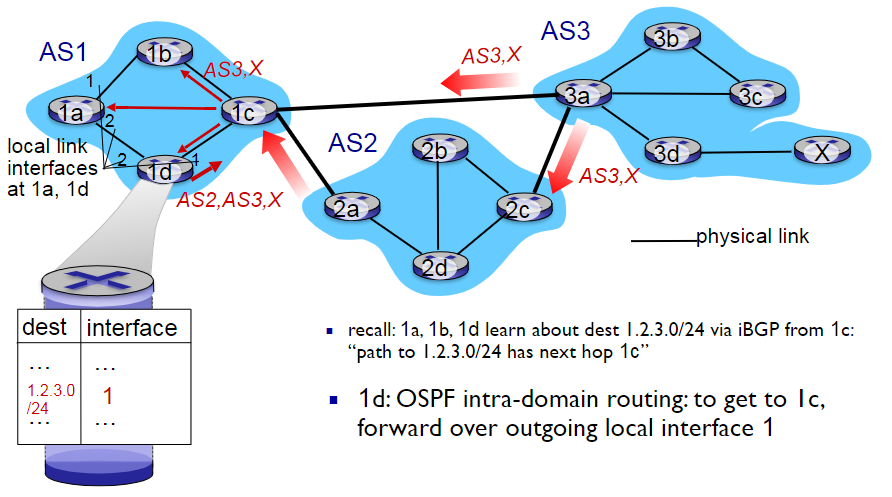 AS1
1b
AS3,X
1
1a
2
1c
local link
interfaces
at 1a, 1d
2
1
1d
AS2,AS3,X
AS3,X
AS3
3b
3a
3c
3d
X
AS3,X
AS2
2b
2a
2c
2d
physical link
dest interface
... ...
1.2.3.0
/24
1
... ...
recall: 1a, 1b, 1d learn about dest 1.2.3.0/24 via iBGP from 1c:
“path to 1.2.3.0/24 has next hop 1c”
1d: OSPF intra-domain routing: to get to 1c,
forward over outgoing local interface 1